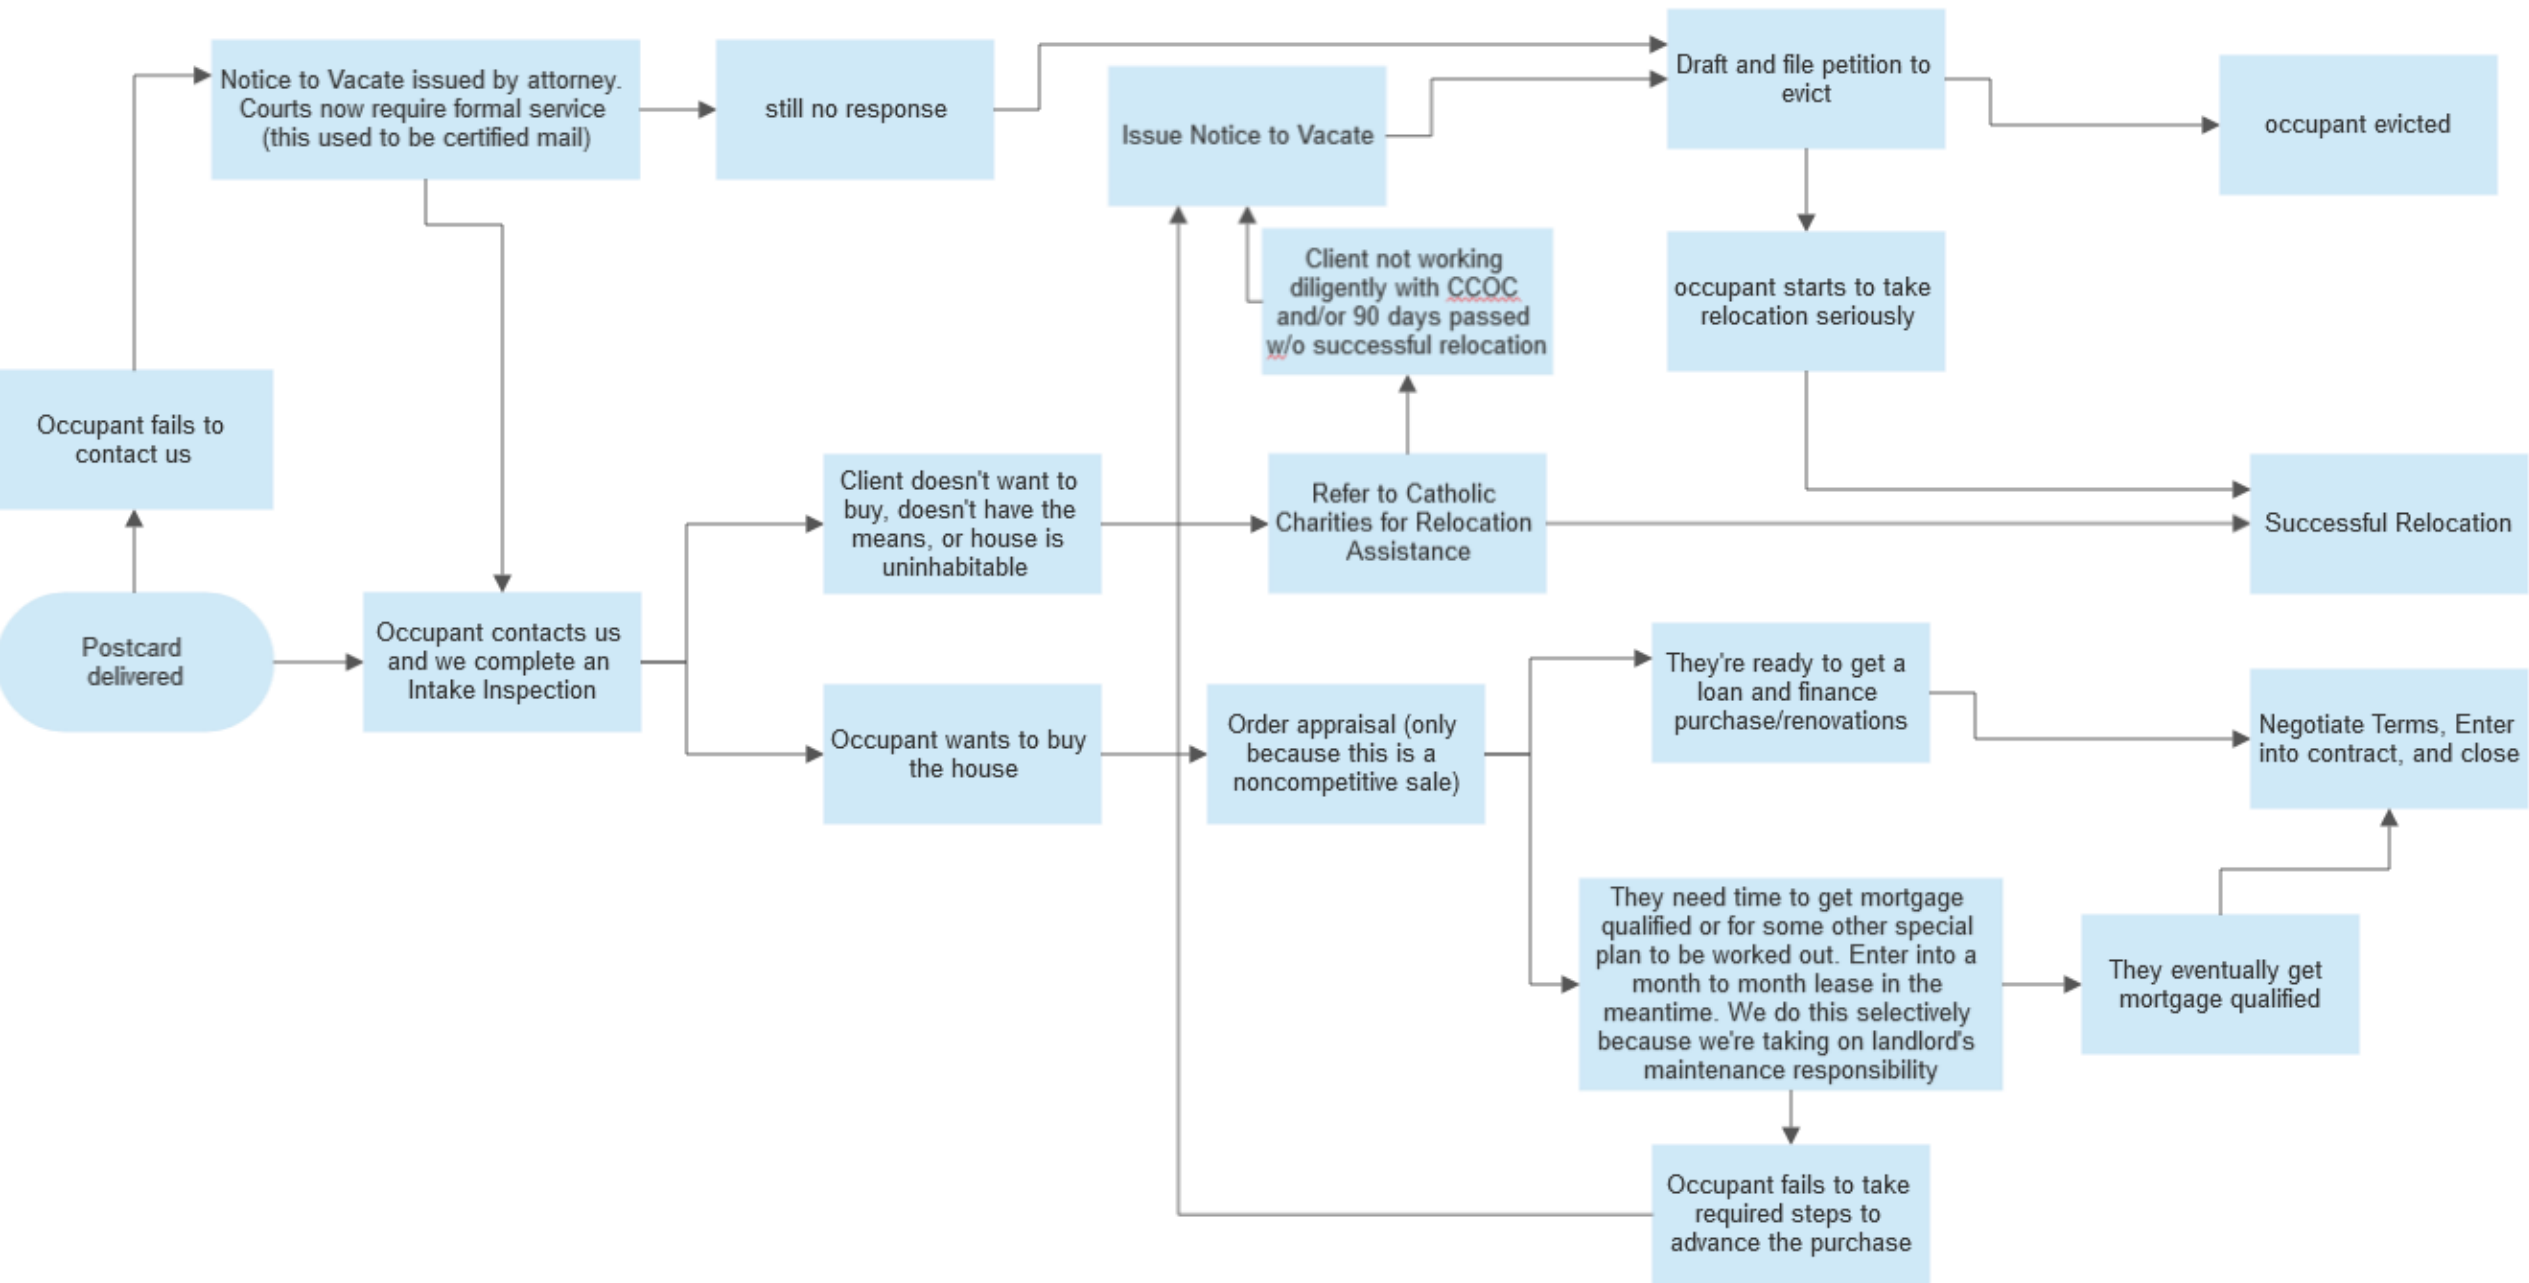 Notice to Vacate issued by attorney.
Courts now require formal service
(this used to be certified mail)
still no response
Issue Notice to Vacate
Draft and file petition to
evict
occupant evicted
Client not working
diligently with CCOC
and/or 90 days passed
w/o successful relocation
occupant starts to take
relocation seriously
Occupant fails to
contact us
Client doesn't want to
buy, doesn't have the
means, or house is
uninhabitable
Refer to Catholic
Charities for Relocation
Assistance
Successful Relocation
Postcard
delivered
Occupant contacts us
and we complete an
Intake Inspection
Occupant wants to buy
the house
Order appraisal (only
because this is a
noncompetitive sale)
They're ready to get a
loan and finance
purchase/renovations
Negotiate Terms, Enter
into contract, and close
They need time to get mortgage
qualified or for some other special
plan to be worked out. Enter into a
month to month lease in the
meantime. We do this selectively
because we're taking on landlord's
maintenance responsibility
They eventually get
mortgage qualified
Occupant fails to take
required steps to
advance the purchase